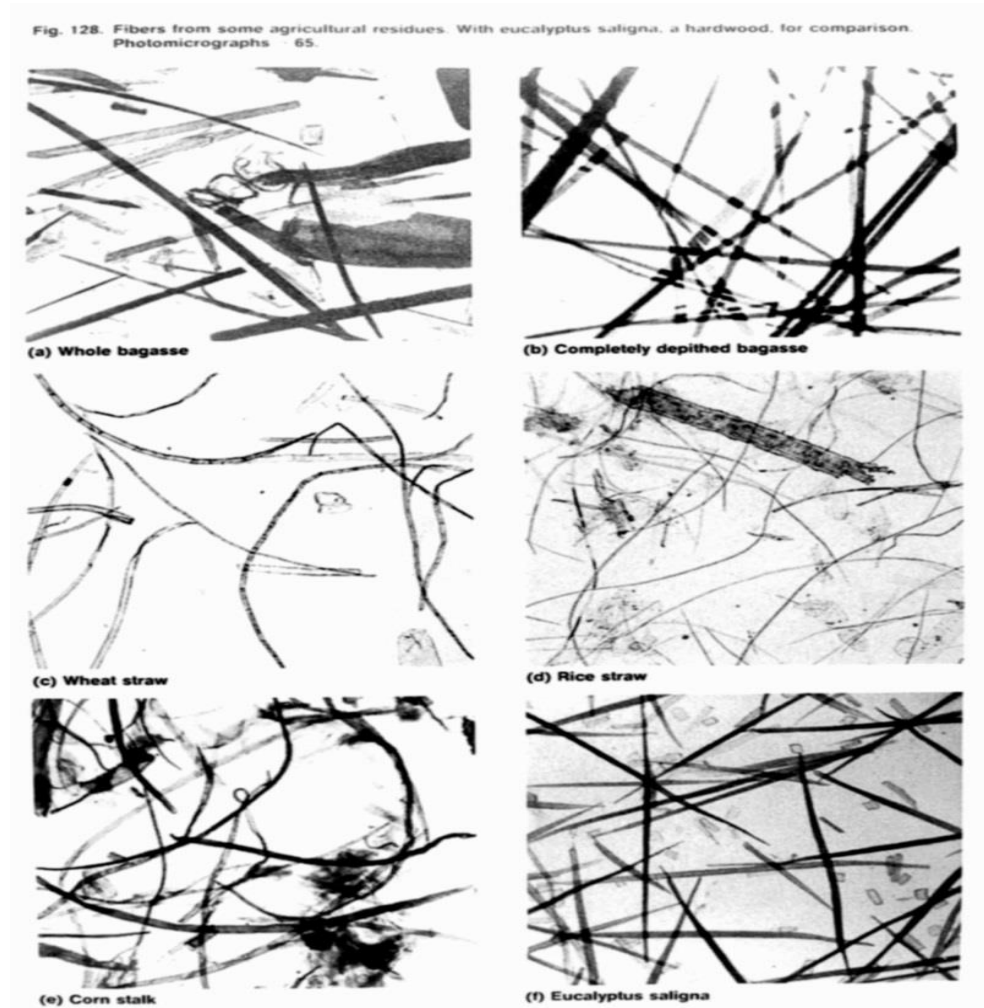 Fig. 128. Fibers from some agricultural residues. With eucalyptus saligna, a hardwood, for comparison.
Photomicrographs · 65.
(a) Whole bagasse
(b) Completely depithed bagasse
(c) Wheat straw
(d) Rice straw
(e) Corn stalk
(f) Eucalyptus saligna